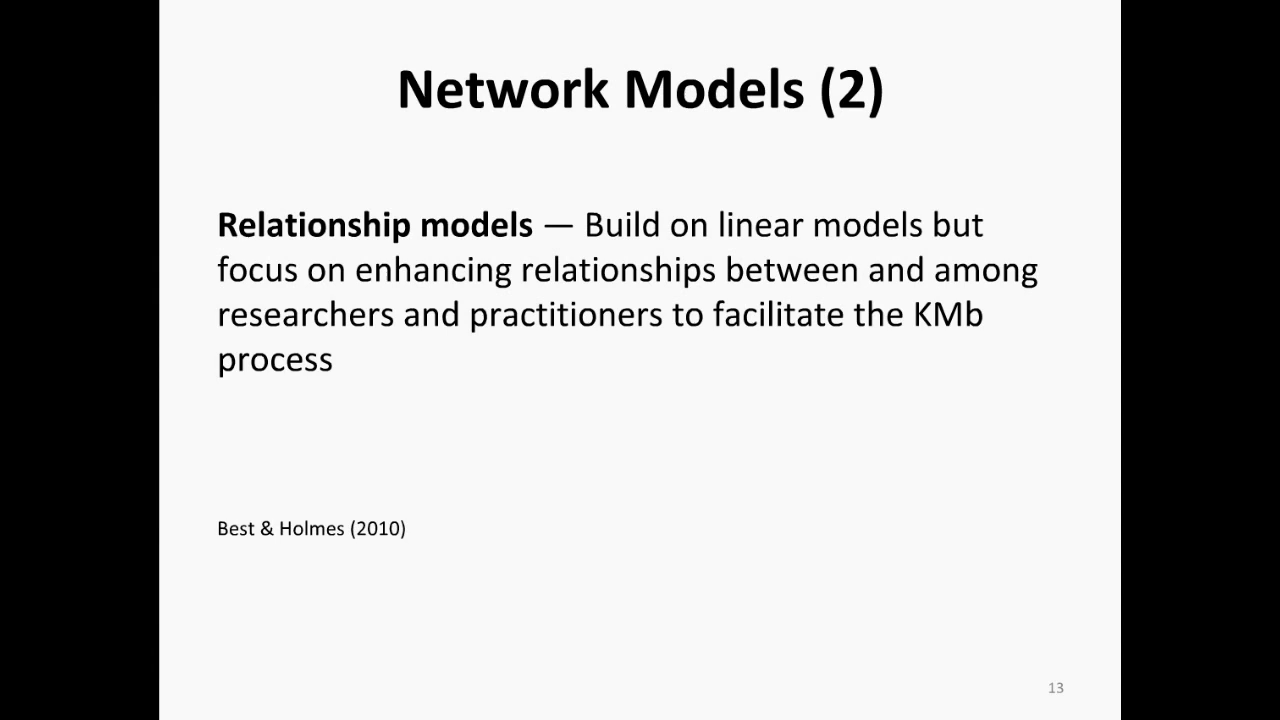 Network Models (2)
Relationship models — Build on linear models but
focus on enhancing relationships between and among
researchers and practitioners to facilitate the KMb
process
Best & Holmes (2010)
13